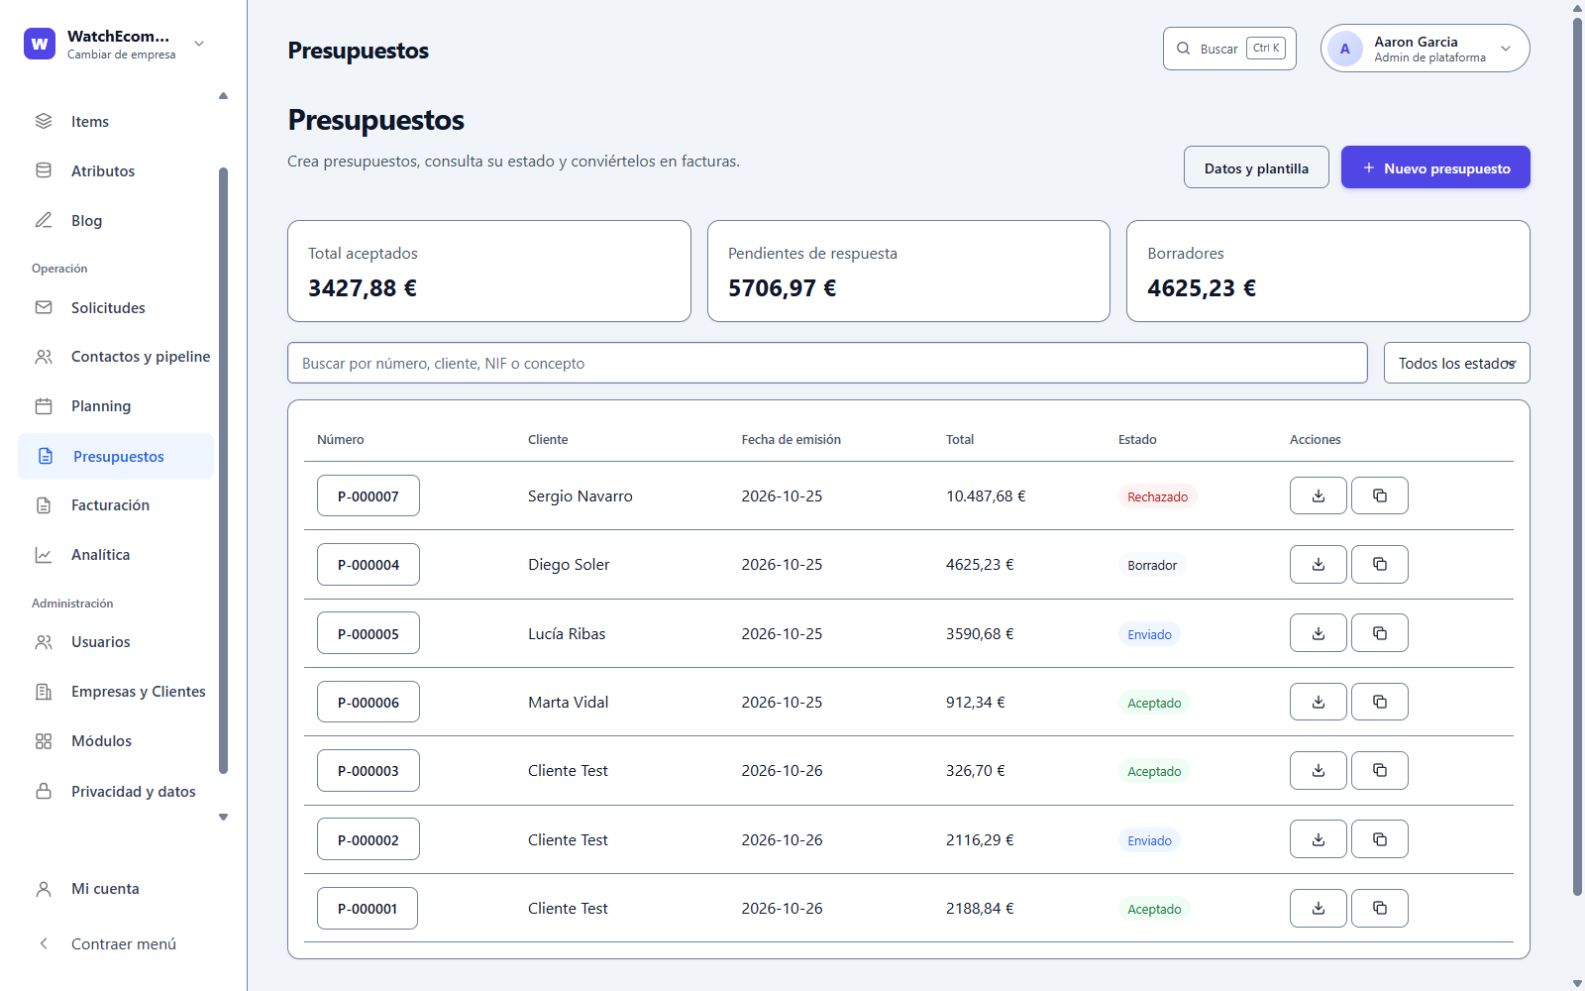 W
WatchEcom...
Cambiar de empresa
Items
Atributos
Blog
Operación
Solicitudes
Contactos y pipeline
Planning
Presupuestos
Facturación
Analítica
Administración
Usuarios
Empresas y Clientes
Módulos
Privacidad y datos
Mi cuenta
Contraer menú
Presupuestos
Buscar Ctrl K
A
Aaron Garcia
Admin de plataforma
Presupuestos
Crea presupuestos, consulta su estado y conviértelos en facturas.
Datos y plantilla
+ Nuevo presupuesto
Total aceptados
3427,88 €
Pendientes de respuesta
5706,97 €
Borradores
4625,23 €
Buscar por número, cliente, NIF o concepto
Todos los estados
Número Cliente Fecha de emisión Total Estado Acciones
P-000007 Sergio Navarro 2026-10-25 10.487,68 € Rechazado
P-000004 Diego Soler 2026-10-25 4625,23 € Borrador
P-000005 Lucía Ribas 2026-10-25 3590,68 € Enviado
P-000006 Marta Vidal 2026-10-25 912,34 € Aceptado
P-000003 Cliente Test 2026-10-26 326,70 € Aceptado
P-000002 Cliente Test 2026-10-26 2116,29 € Enviado
P-000001 Cliente Test 2026-10-26 2188,84 € Aceptado